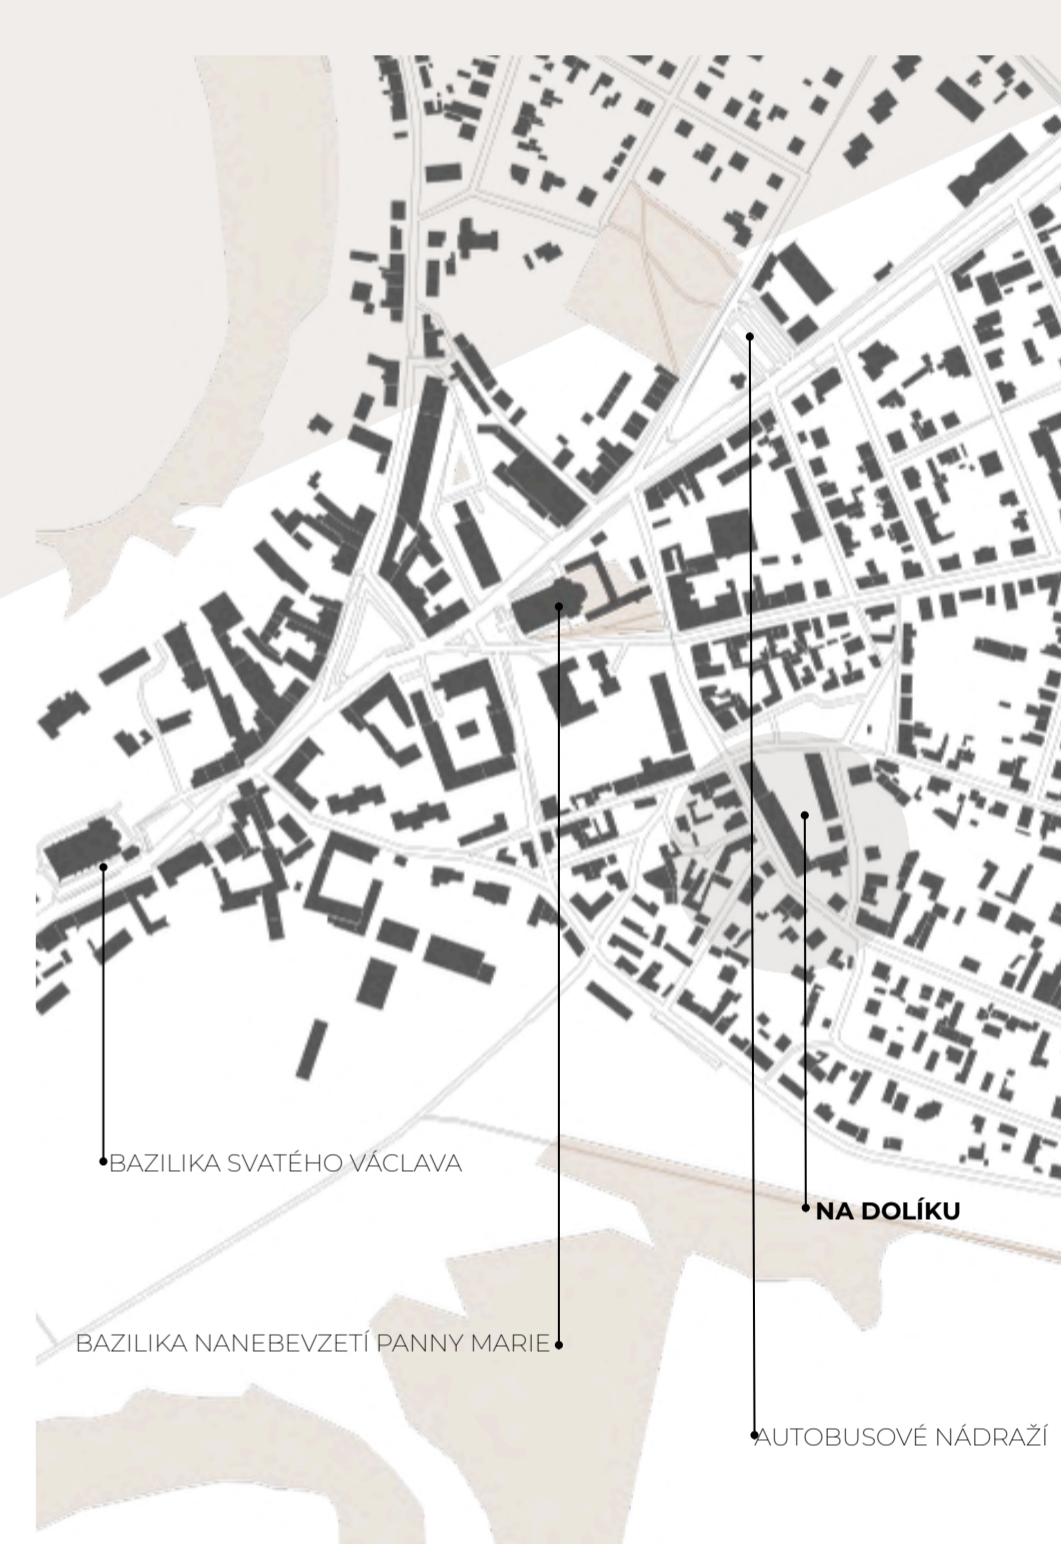 BAZILIKA SVATÉHO VÁCLAVA
NA DOLÍKU
BAZILIKA NANEBEVZETÍ PANNY MARIE
AUTOBUSOVÉ NÁDRAŽÍ